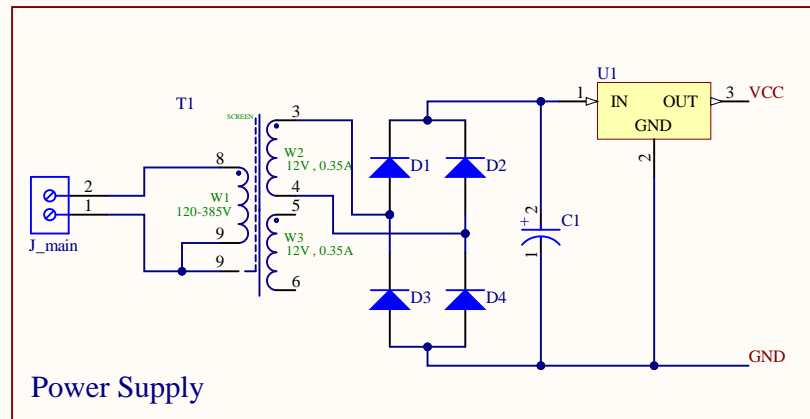 U1
1
IN
OUT
3
VCC
GND
2
T1
SCREEN
3
W2
12V , 0.35A
4
D1
D2
8
W1
120-385V
9
9
2
1
J_main
5
W3
12V , 0.35A
6
+
2
C1
1
D3
D4
GND
Power Supply